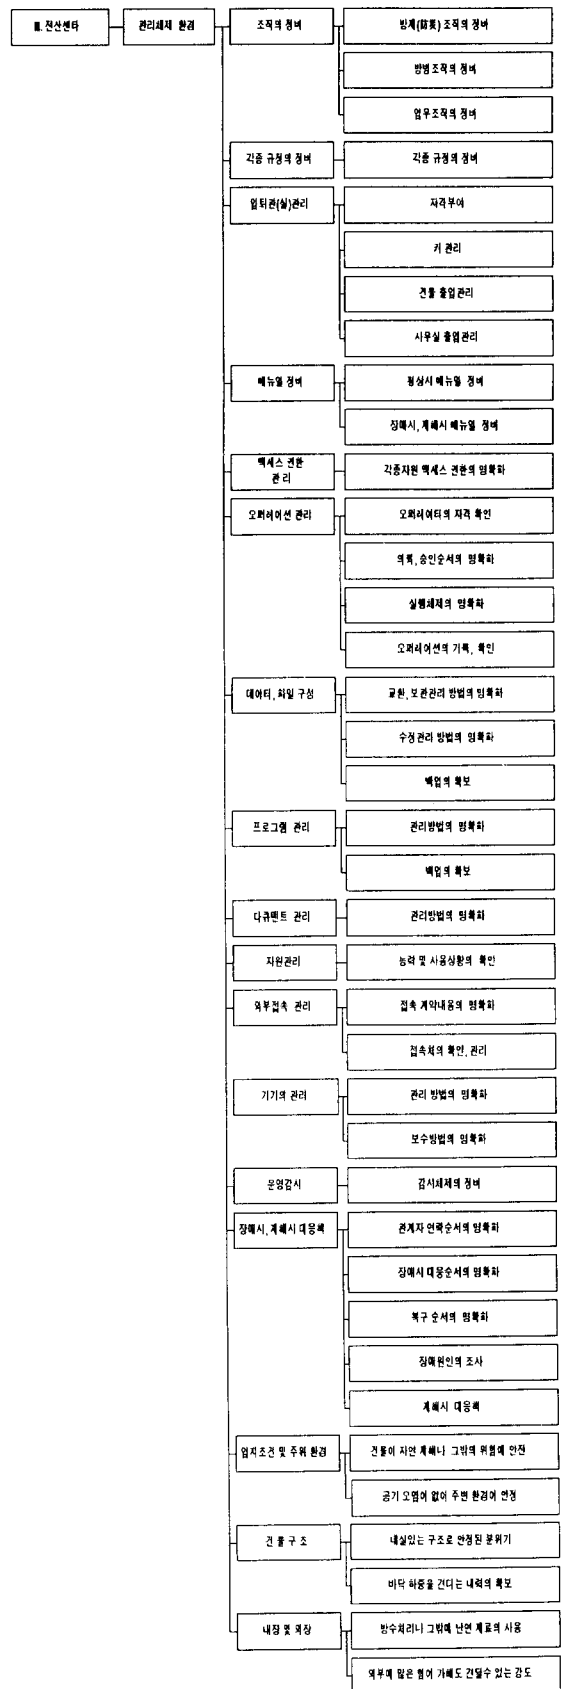 Ⅲ. 전산센타
관리체제 환경
조직의 정비
방재(防災) 조직의 정비
방범조직의 정비
업무조직의 정비
각종 규정의 정비
각종 규정의 정비
입퇴관(실)관리
자격부여
키 관리
건물 출입관리
사무실 출입관리
메뉴얼 정비
평상시 메뉴얼 정비
장애시, 재해시 메뉴얼 정비
액세스 권한
관 리
각종자원 액세스 권한의 명확화
오퍼레이션 관리
오퍼레이터의 자격 확인
의뢰, 승인순서의 명확화
실행체제의 명확화
오퍼레이션의 기록, 확인
데이터, 화일 구성
교환, 보관관리 방법의 명확화
수정관리 방법의 명확화
백업의 확보
프로그램 관리
관리방법의 명확화
백업의 확보
다큐멘트 관리
관리방법의 명확화
자원관리
능력 및 사용상황의 확인
외부접속 관리
접속 계약내용의 명확화
접속처의 확인, 관리
기기의 관리
관리 방법의 명확화
보수방법의 명확화
운영감시
감시체제의 정비
장애시, 재해시 대응책
관계자 연락순서의 명확화
장애시 대응순서의 명확화
복구 순서의 명확화
장애원인의 조사
재해시 대응책
입지조건 및 주위 환경
건물이 자연 재해나 그밖의 위험에 안전
공기 오염이 없어 주변 환경이 안정
건 물 구 조
내실있는 구조로 안정된 분위기
바닥 하중을 견디는 내력의 확보
내장 및 외장
방수처리나 그밖에 난연 재료의 사용
외부에 많은 힘이 가해도 견딜수 있는 강도